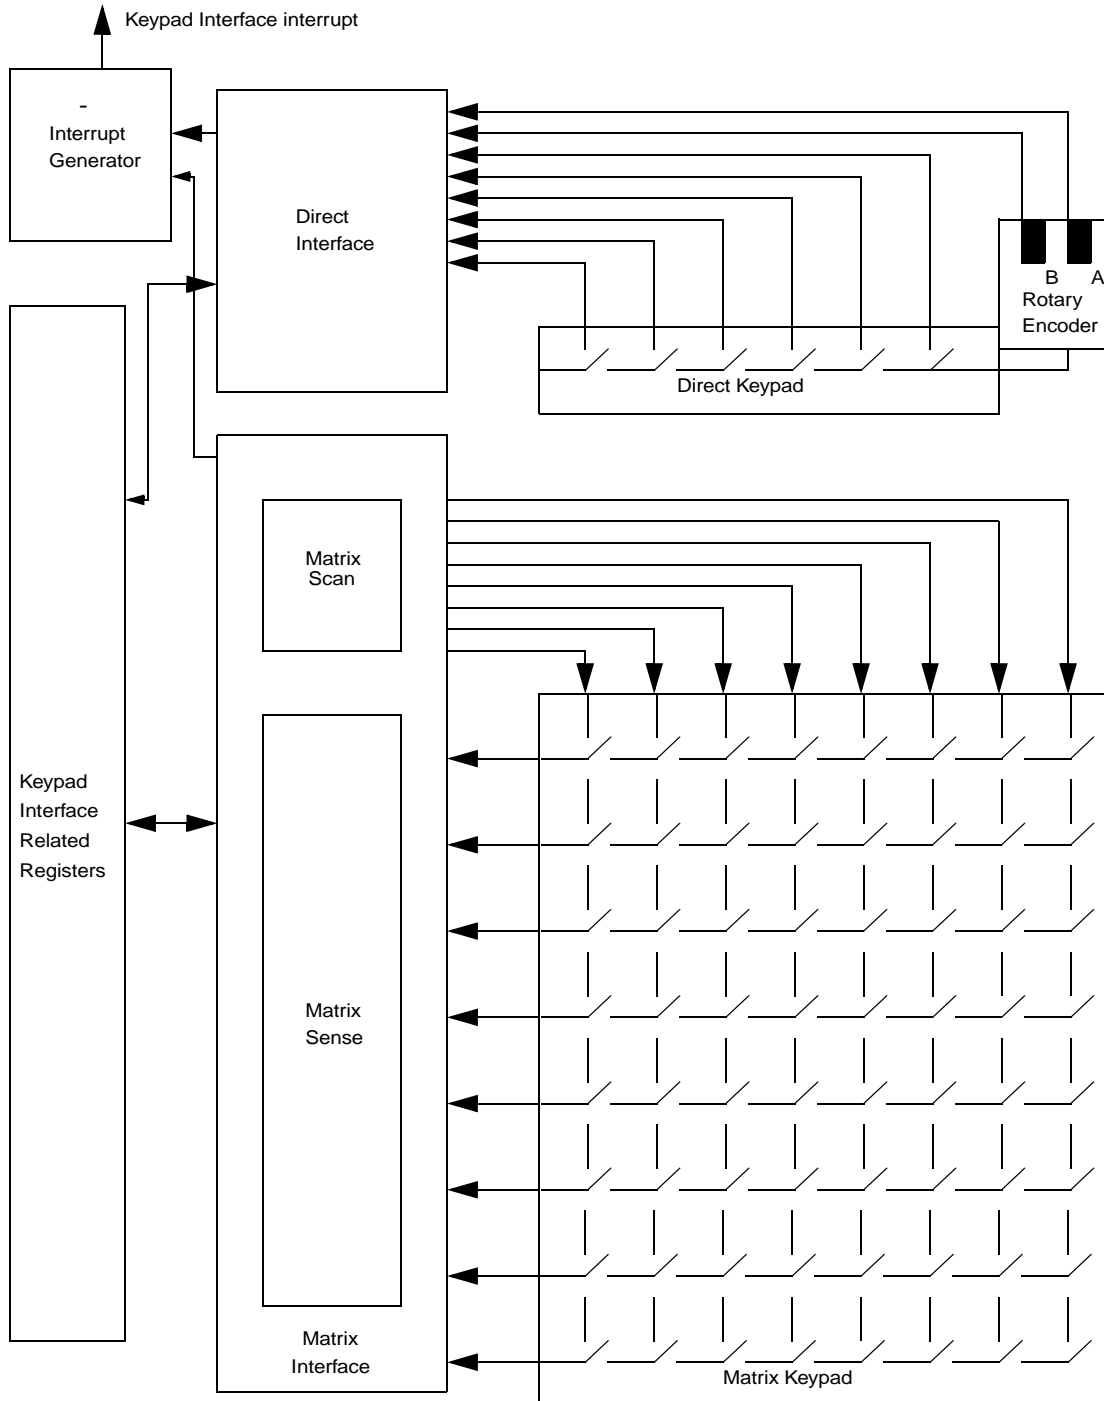 Keypad Interface interrupt
-
Interrupt
Generator
Direct
Interface
B A
Rotary
Encoder
Direct Keypad
Matrix
Scan
Keypad
Interface
Related
Registers
Matrix
Sense
Matrix
Interface
Matrix Keypad